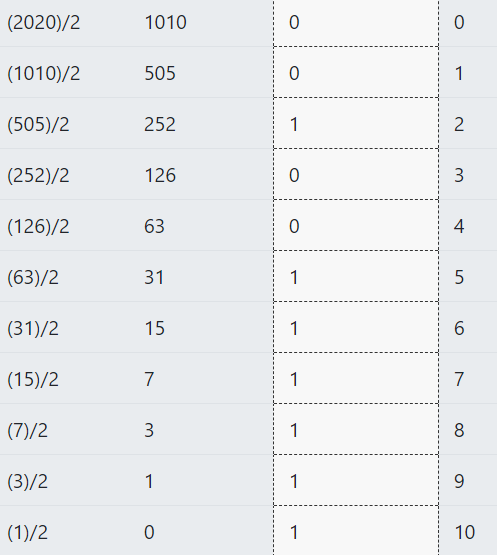 (2020)/2 1010 0 0
(1010)/2 505 0 1
(505)/2 252 1 2
(252)/2 126 0 3
(126)/2 63 0 4
(63)/2 31 1 5
(31)/2 15 1 6
(15)/2 7 1 7
(7)/2 3 1 8
(3)/2 1 1 9
(1)/2 0 1 10